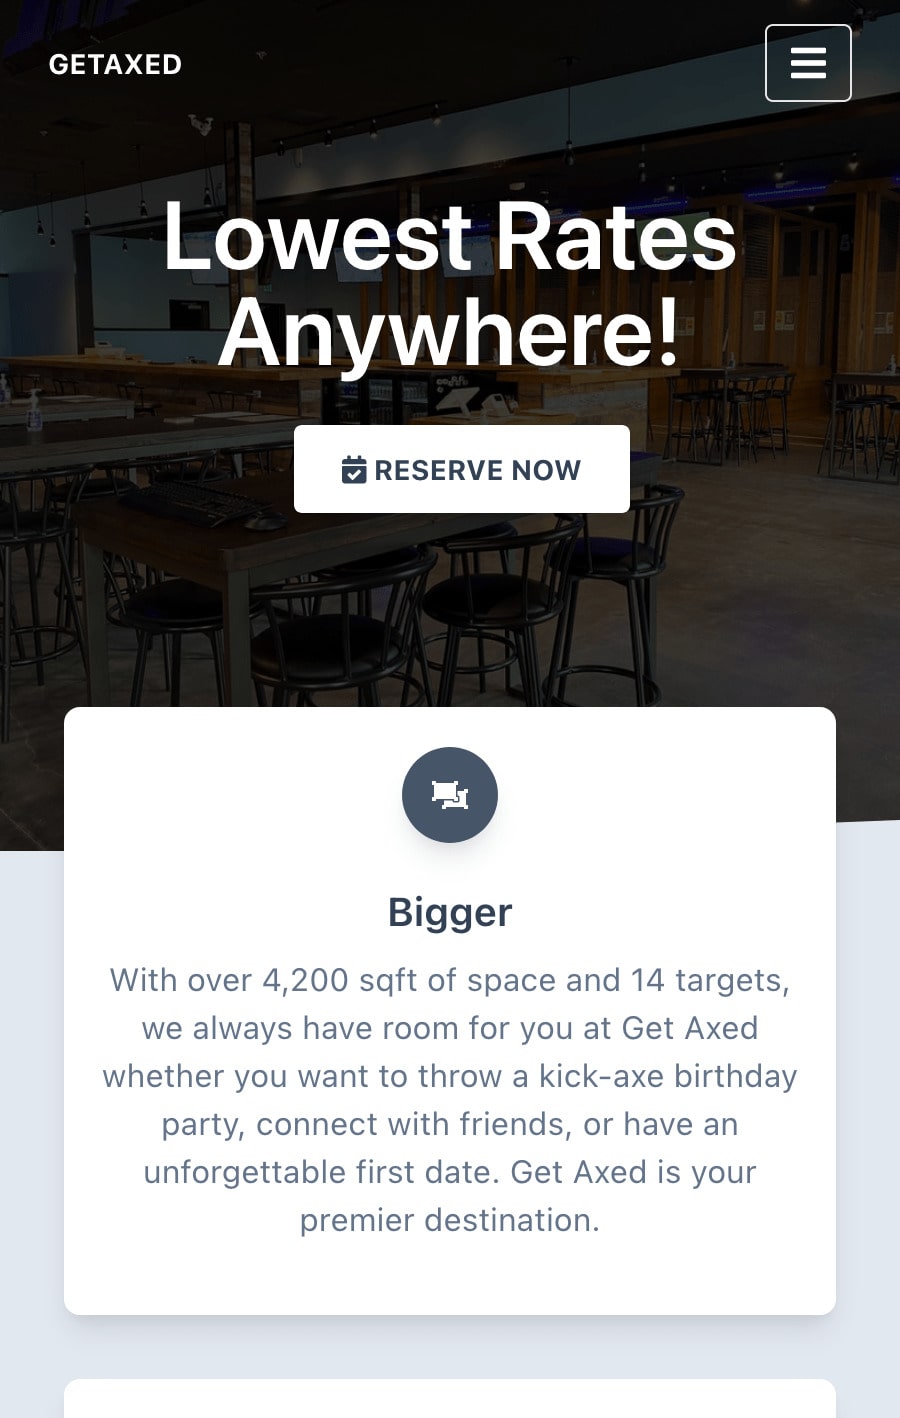 GETAXED
Lowest Rates
Anywhere!
RESERVE NOW
Bigger
With over 4,200 sqft of space and 14 targets,
we always have room for you at Get Axed
whether you want to throw a kick-axe birthday
party, connect with friends, or have an
unforgettable first date. Get Axed is your
premier destination.